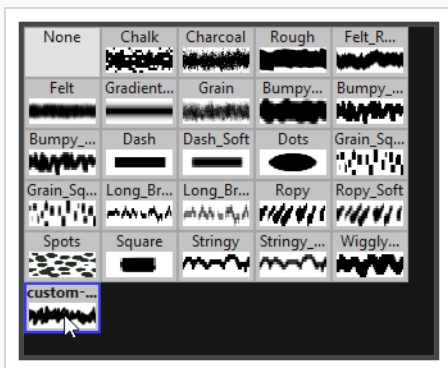 None Chalk Charcoal Rough Felt_R...
Felt Gradient... Grain Bumpy... Bumpy_...
Bumpy_... Dash Dash_Soft Dots Grain_Sq...
Grain_Sq... Long_Br... Long_Br... Ropy Ropy_Soft
Spots Square Stringy Stringy_... Wiggly...
custom-...